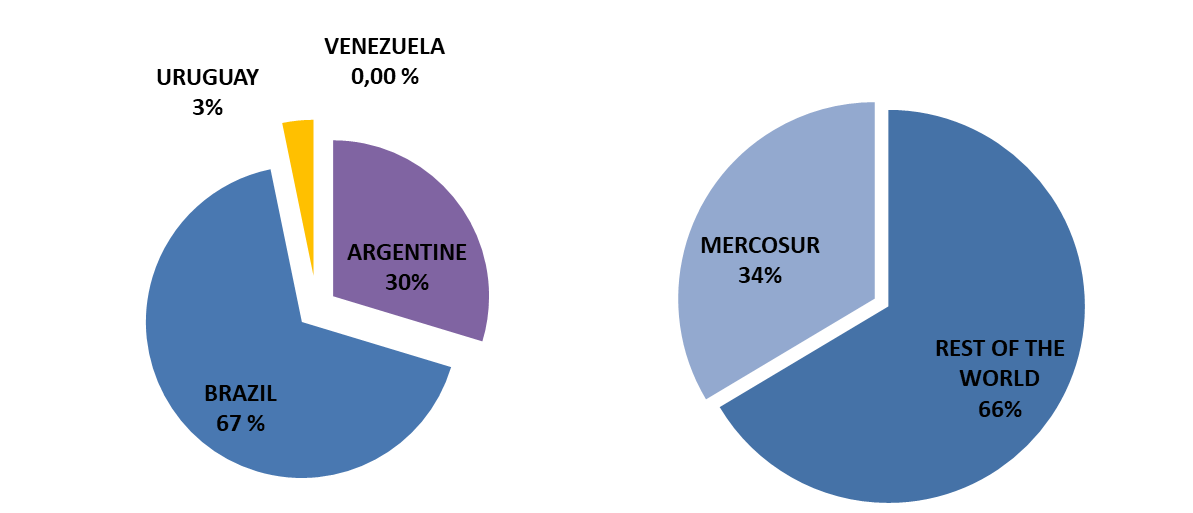 VENEZUELA
0,00 %
URUGUAY
3%
ARGENTINE
30%
BRAZIL
67 %
MERCOSUR
34%
REST OF THE
WORLD
66%